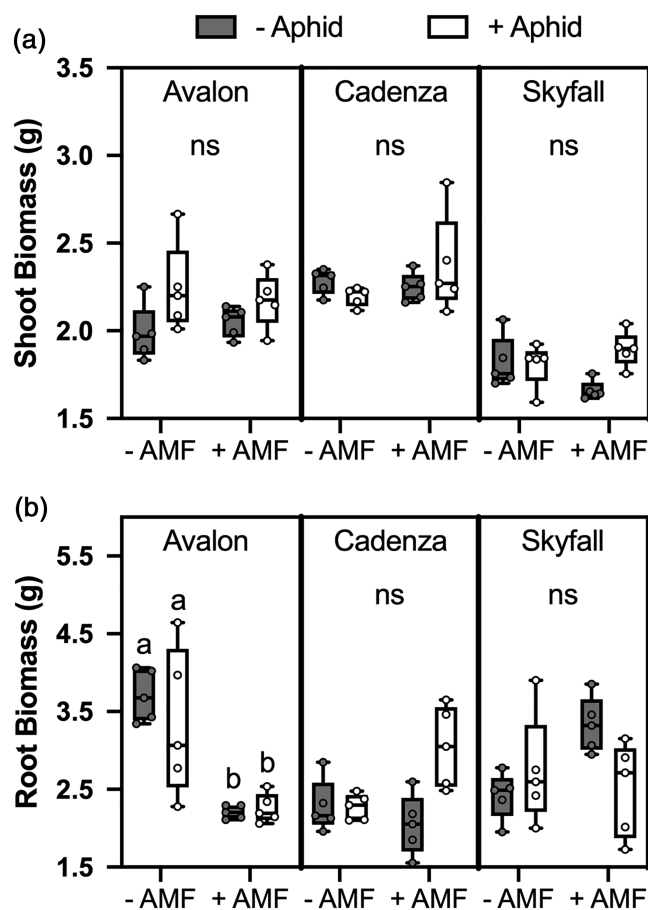 (a) - Aphid + Aphid
3.5
Avalon Cadenza Skyfall
ns ns ns
3.0
2.5
2.0
1.5
Shoot Biomass (g)
- AMF + AMF - AMF + AMF - AMF + AMF
(b)
Avalon Cadenza Skyfall
5.5
ns ns
a a
4.5
3.5
b b
2.5
1.5
Root Biomass (g)
- AMF + AMF - AMF + AMF - AMF + AMF